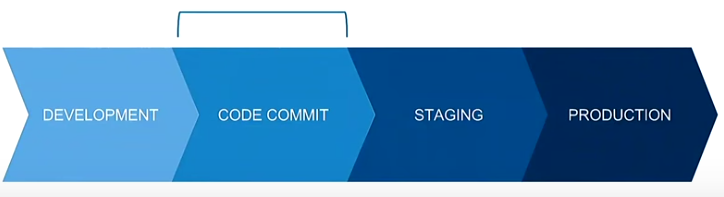 DEVELOPMENT
CODE COMMIT
STAGING
PRODUCTION